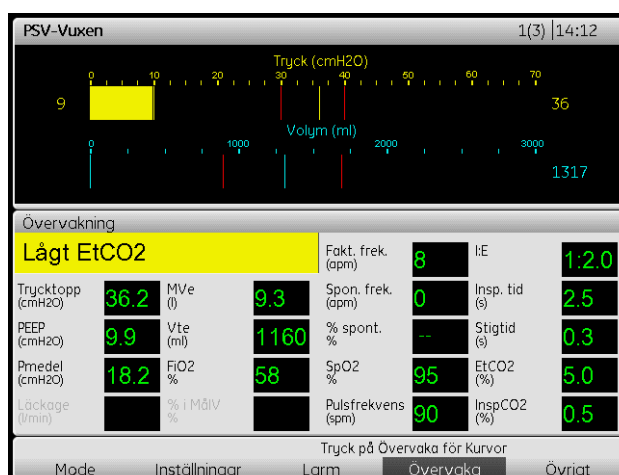 PSV-Vuxen 1(3) 14:12
Tryck (cmH2O)
0 10 20 30 40 50 60 70
9 36
Volym (ml)
0 1000 2000 3000
1317
Övervakning
Lågt EtCO2 Fakt. frek. (apm) 8 I:E 1:2.0
Trycktopp (cmH2O) 36.2 MVe (l) 9.3 Spon. frek. (apm) 0 Insp. tid (s) 2.5
PEEP (cmH2O) 9.9 Vte (ml) 1160 % spont. % -- Stigtid (s) 0.3
Pmedel (cmH2O) 18.2 FiO2 % 58 SpO2 % 95 EtCO2 (%) 5.0
Läckage (l/min) % i MålV % Pulsfrekvens (spm) 90 InspCO2 (%) 0.5
Tryck på Övervaka för Kurvor
Mode Inställningar Larm Övervaka Övrigt